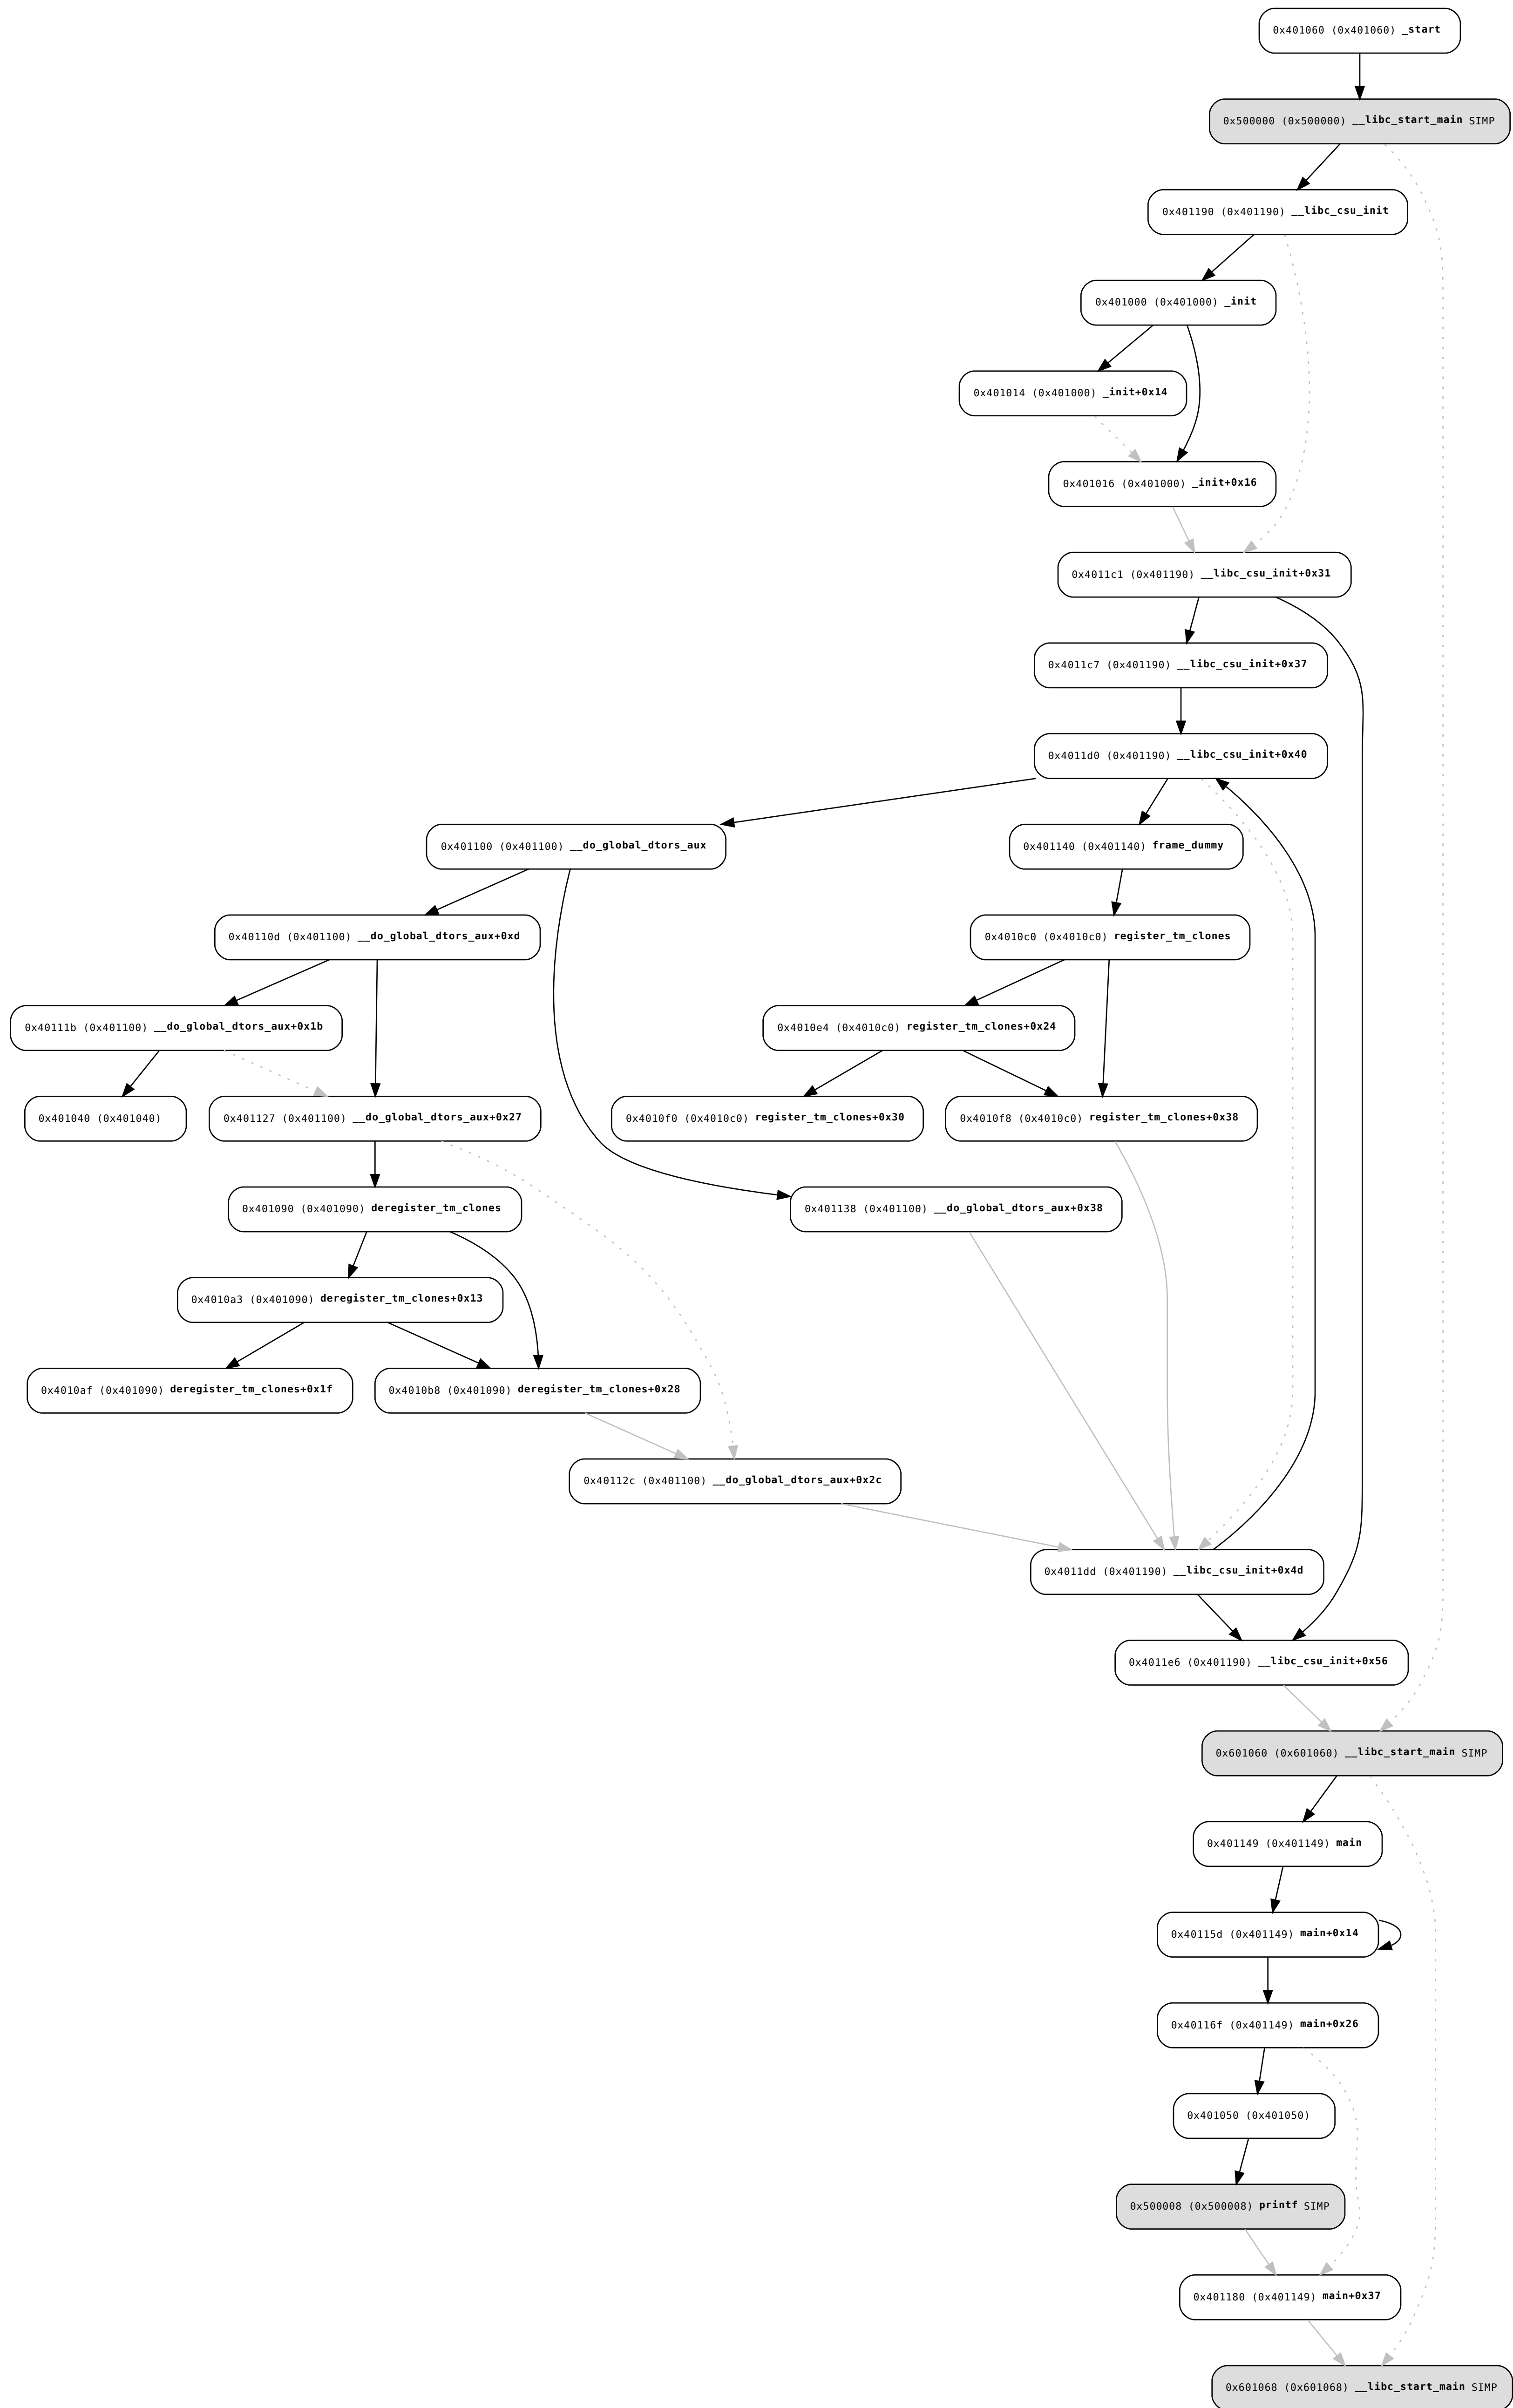 0x401060 (0x401060) _start
0x500000 (0x500000) __libc_start_main SIMP
0x401190 (0x401190) __libc_csu_init
0x401000 (0x401000) _init
0x401014 (0x401000) _init+0x14
0x401016 (0x401000) _init+0x16
0x4011c1 (0x401190) __libc_csu_init+0x31
0x4011c7 (0x401190) __libc_csu_init+0x37
0x4011d0 (0x401190) __libc_csu_init+0x40
0x401100 (0x401100) __do_global_dtors_aux
0x401140 (0x401140) frame_dummy
0x40110d (0x401100) __do_global_dtors_aux+0xd
0x4010c0 (0x4010c0) register_tm_clones
0x40111b (0x401100) __do_global_dtors_aux+0x1b
0x4010e4 (0x4010c0) register_tm_clones+0x24
0x401040 (0x401040)
0x401127 (0x401100) __do_global_dtors_aux+0x27
0x4010f0 (0x4010c0) register_tm_clones+0x30
0x4010f8 (0x4010c0) register_tm_clones+0x38
0x401090 (0x401090) deregister_tm_clones
0x401138 (0x401100) __do_global_dtors_aux+0x38
0x4010a3 (0x401090) deregister_tm_clones+0x13
0x4010af (0x401090) deregister_tm_clones+0x1f
0x4010b8 (0x401090) deregister_tm_clones+0x28
0x40112c (0x401100) __do_global_dtors_aux+0x2c
0x4011dd (0x401190) __libc_csu_init+0x4d
0x4011e6 (0x401190) __libc_csu_init+0x56
0x601060 (0x601060) __libc_start_main SIMP
0x401149 (0x401149) main
0x40115d (0x401149) main+0x14
0x40116f (0x401149) main+0x26
0x401050 (0x401050)
0x500008 (0x500008) printf SIMP
0x401180 (0x401149) main+0x37
0x601068 (0x601068) __libc_start_main SIMP